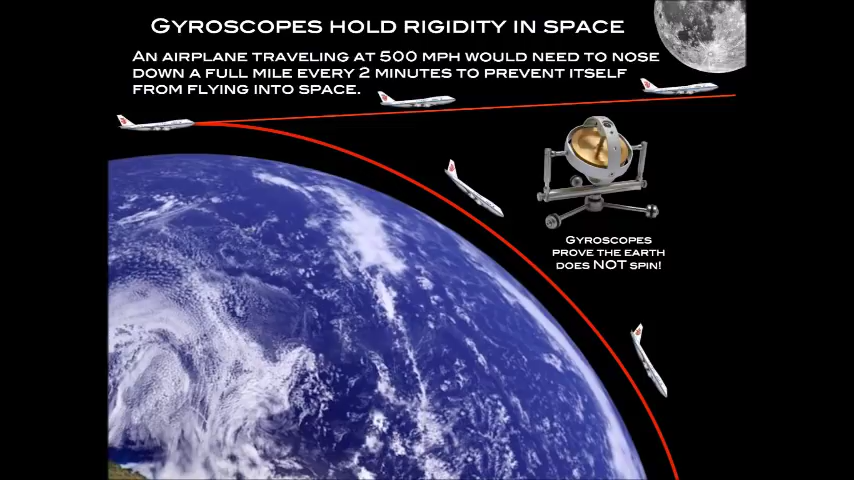 Gyroscopes hold rigidity in space
An airplane traveling at 500 mph would need to nose
down a full mile every 2 minutes to prevent itself
from flying into space.
Gyroscopes
prove the earth
does NOT spin!